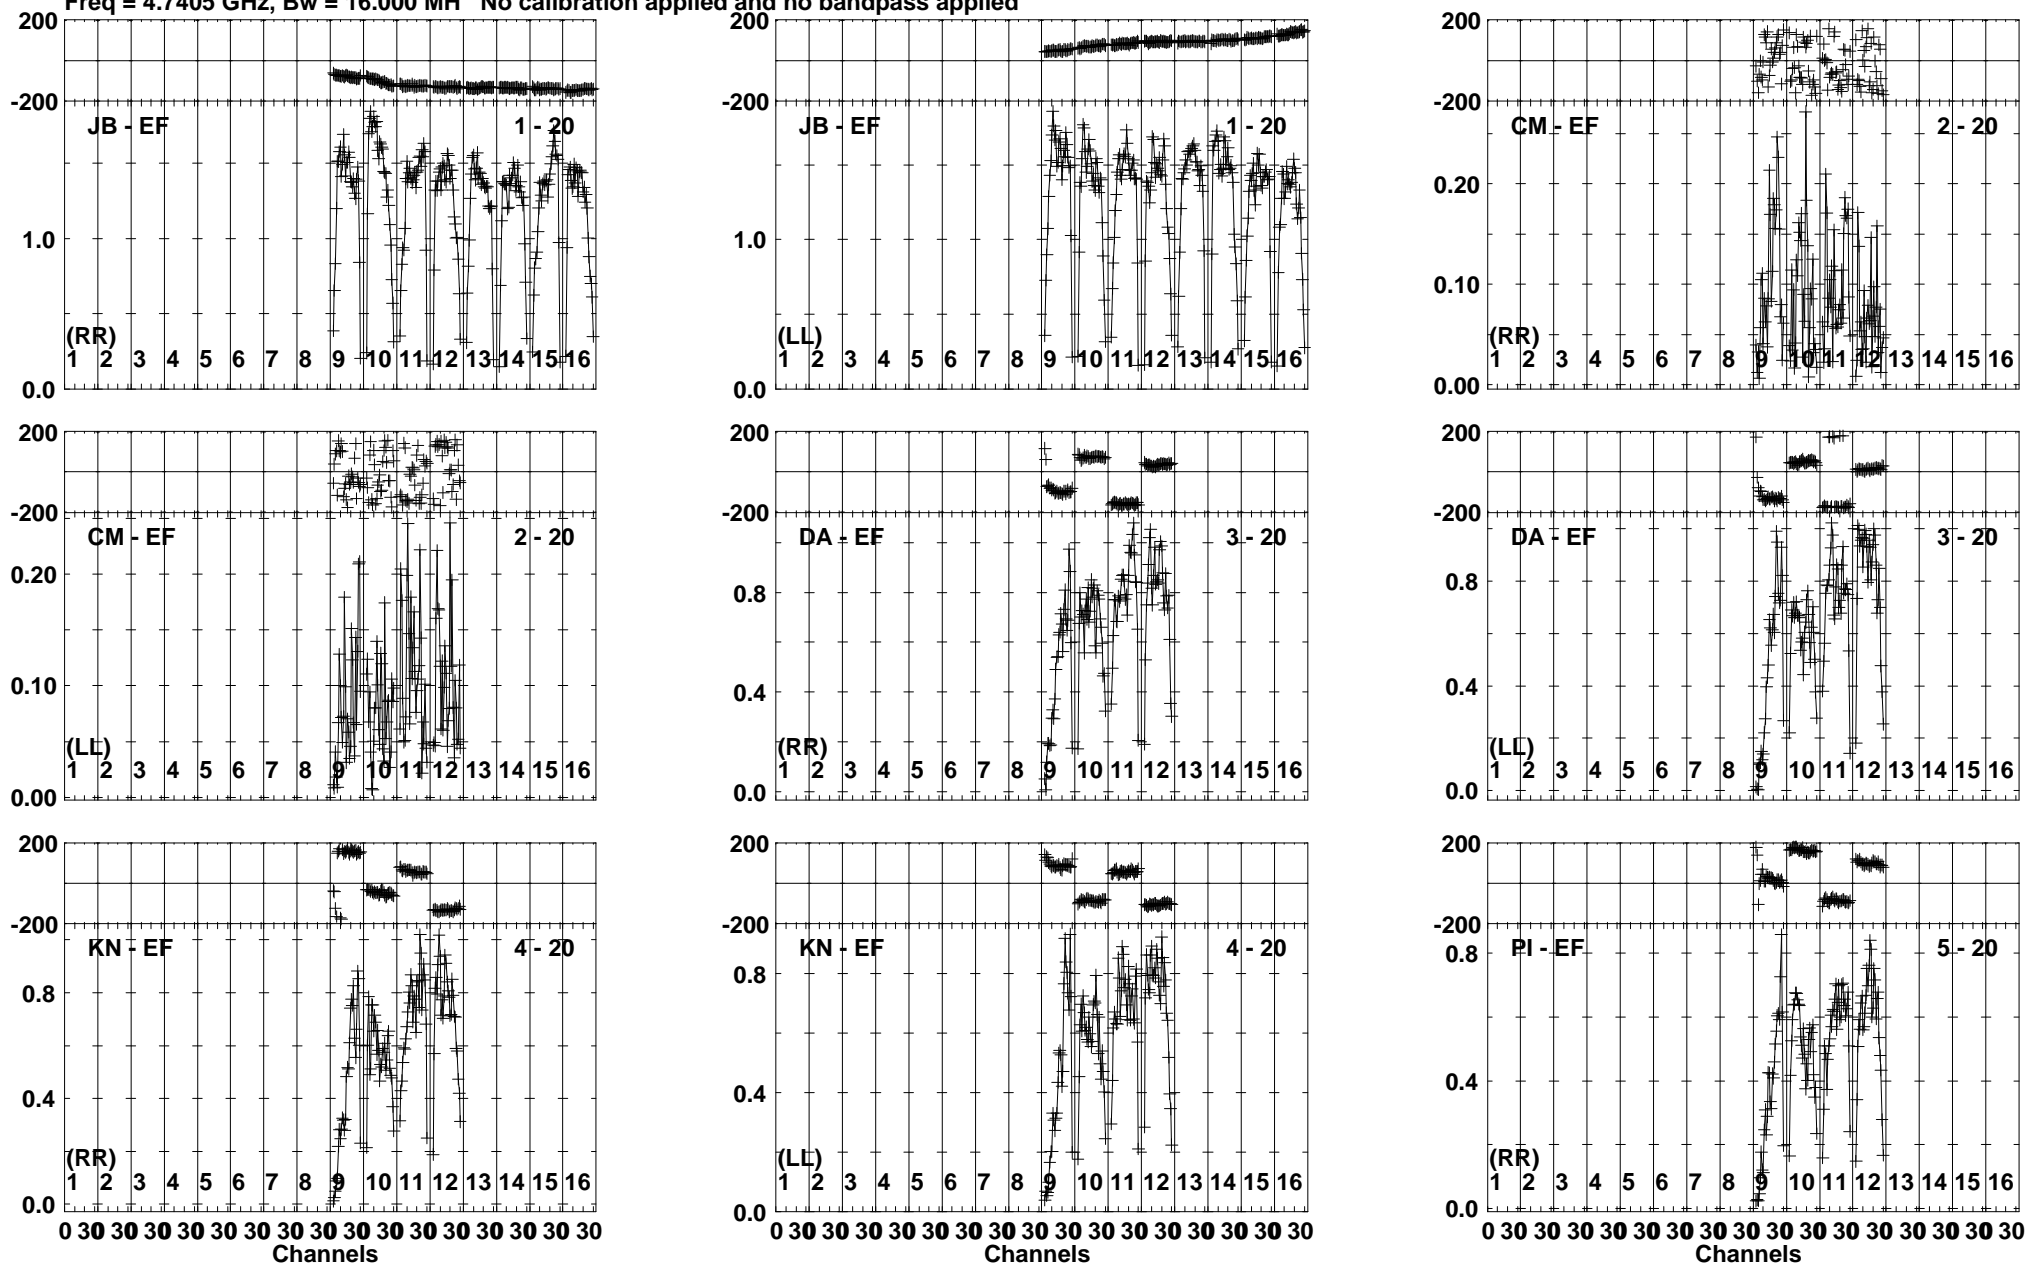 Freq = 4.7405 GHz, Bw = 16.000 MH No calibration applied and no bandpass applied
200
-200
JB - EF 1 - 20
1.0
(RR)
1 2 3 4 5 6 7 8 9 10 11 12 13 14 15 16
0.0
200
-200
JB - EF 1 - 20
1.0
(LL)
1 2 3 4 5 6 7 8 9 10 11 12 13 14 15 16
0.0
200
-200
CM - EF 2 - 20
0.20
0.10
(RR)
1 2 3 4 5 6 7 8 9 10 11 12 13 14 15 16
0.00
200
-200
CM - EF 2 - 20
0.20
0.10
(LL)
1 2 3 4 5 6 7 8 9 10 11 12 13 14 15 16
0.00
200
-200
DA - EF 3 - 20
0.8
0.4
(RR)
1 2 3 4 5 6 7 8 9 10 11 12 13 14 15 16
0.0
200
-200
DA - EF 3 - 20
0.8
0.4
(LL)
1 2 3 4 5 6 7 8 9 10 11 12 13 14 15 16
0.0
200
-200
KN - EF 4 - 20
0.8
0.4
(RR)
1 2 3 4 5 6 7 8 9 10 11 12 13 14 15 16
0.0
0 30 30 30 30 30 30 30 30 30 30 30 30 30 30 30 30
Channels
200
-200
KN - EF 4 - 20
0.8
0.4
(LL)
1 2 3 4 5 6 7 8 9 10 11 12 13 14 15 16
0.0
0 30 30 30 30 30 30 30 30 30 30 30 30 30 30 30 30
Channels
200
-200
PI - EF 5 - 20
0.8
0.4
(RR)
1 2 3 4 5 6 7 8 9 10 11 12 13 14 15 16
0.0
0 30 30 30 30 30 30 30 30 30 30 30 30 30 30 30 30
Channels